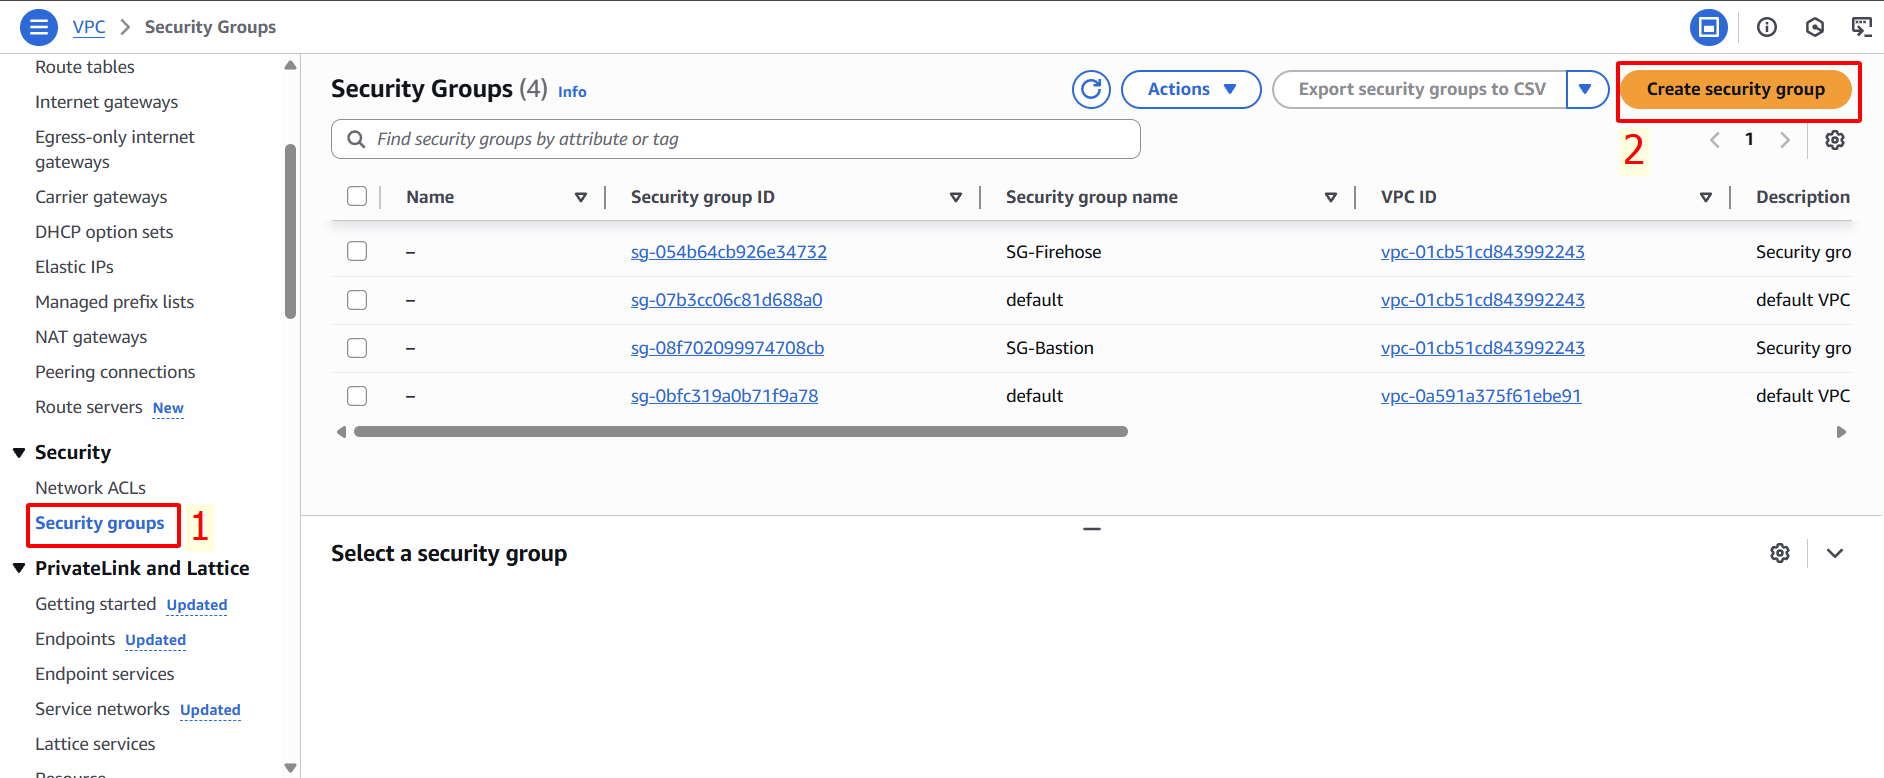 VPC > Security Groups
Route tables
Internet gateways
Egress-only internet
gateways
Carrier gateways
DHCP option sets
Elastic IPs
Managed prefix lists
NAT gateways
Peering connections
Route servers New
Security
Network ACLs
Security groups 1
PrivateLink and Lattice
Getting started Updated
Endpoints Updated
Endpoint services
Service networks Updated
Lattice services
Resource
Security Groups (4) Info
Actions
Export security groups to CSV
Create security group
2
Find security groups by attribute or tag
1
Name Security group ID Security group name VPC ID Description
– sg-054b64cb926e34732 SG-Firehose vpc-01cb51cd843992243 Security gro
– sg-07b3cc06c81d688a0 default vpc-01cb51cd843992243 default VPC
– sg-08f702099974708cb SG-Bastion vpc-01cb51cd843992243 Security gro
– sg-0bfc319a0b71f9a78 default vpc-0a591a375f61ebe91 default VPC
Select a security group